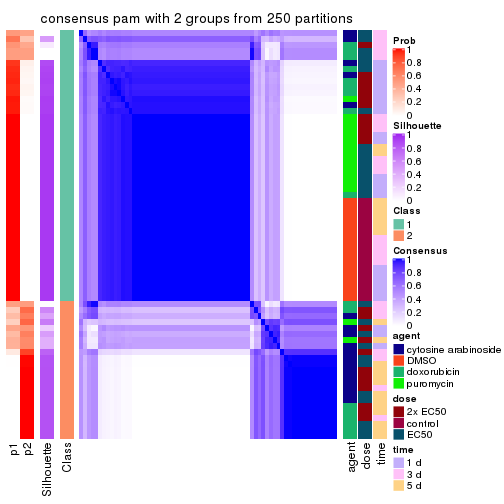 consensus pam with 2 groups from 250 partitions
Prob
1
0.8
0.6
0.4
0.2
0
Silhouette
1
0.8
0.6
0.4
0.2
0
Class
1
2
Consensus
1
0.8
0.6
0.4
0.2
0
agent
cytosine arabinoside
DMSO
doxorubicin
puromycin
dose
2x EC50
control
EC50
time
1 d
3 d
5 d
p1
p2
Silhouette
Class
agent
dose
time